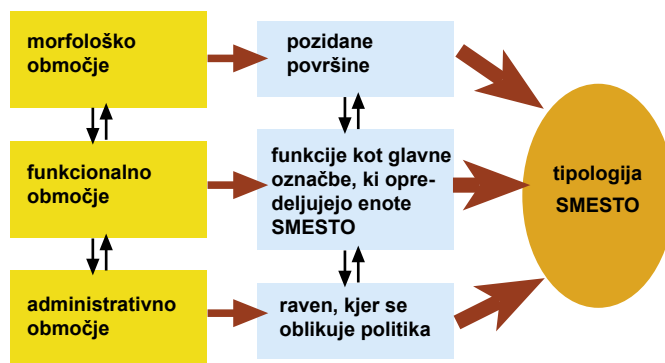 morfološko
območje
pozidane
površine
funkcionalno
območje
funkcije kot glavne
označbe, ki opre-
deljujejo enote
SMESTO
tipologija
SMESTO
administrativno
območje
raven, kjer se
oblikuje politika